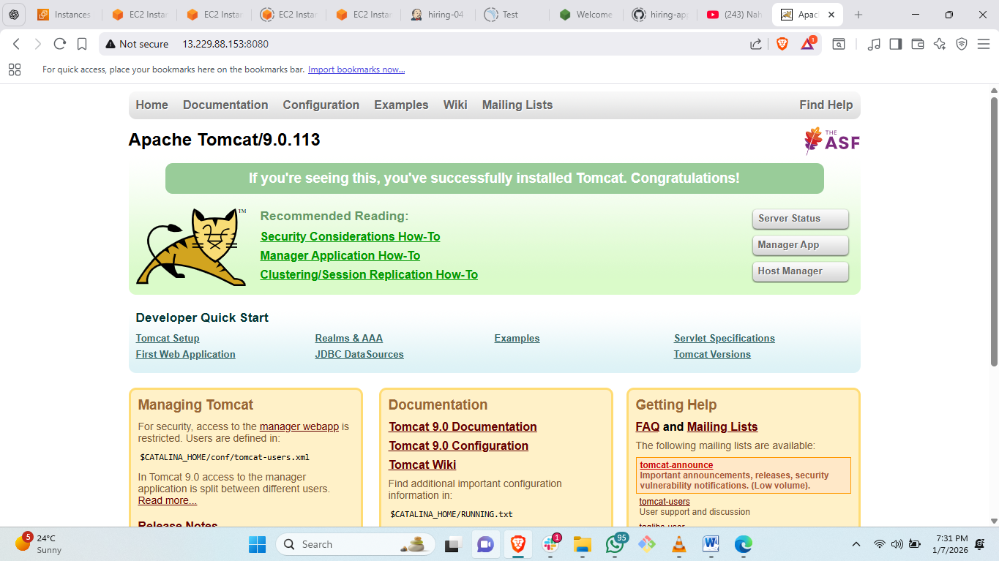 Instances
EC2 Instan
EC2 Instan
EC2 Instan
EC2 Instan
hiring-04
Test
Welcome
hiring-app
(243) Nah
Apac
Not secure 13.229.88.153:8080
1
For quick access, place your bookmarks here on the bookmarks bar. Import bookmarks now...
Home Documentation Configuration Examples Wiki Mailing Lists Find Help
Apache Tomcat/9.0.113
THE
ASF
If you're seeing this, you've successfully installed Tomcat. Congratulations!
TM
Recommended Reading:
Security Considerations How-To
Manager Application How-To
Clustering/Session Replication How-To
Server Status
Manager App
Host Manager
Developer Quick Start
Tomcat Setup
First Web Application
Realms & AAA
JDBC DataSources
Examples
Servlet Specifications
Tomcat Versions
Managing Tomcat
For security, access to the manager webapp is
restricted. Users are defined in:
$CATALINA_HOME/conf/tomcat-users.xml
In Tomcat 9.0 access to the manager
application is split between different users.
Read more...
Release Notes
Documentation
Tomcat 9.0 Documentation
Tomcat 9.0 Configuration
Tomcat Wiki
Find additional important configuration
information in:
$CATALINA_HOME/RUNNING.txt
Getting Help
FAQ and Mailing Lists
The following mailing lists are available:
tomcat-announce
Important announcements, releases, security
vulnerability notifications. (Low volume).
tomcat-users
User support and discussion
taglibs-user
5
24°C
Sunny
Search
1
95
7:31 PM
1/7/2026